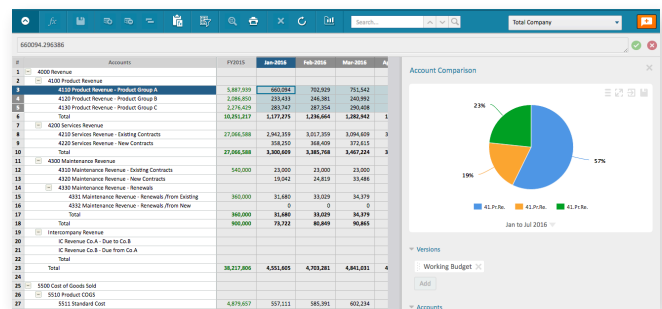 fx Search... Total Company
660094.296386
# Accounts FY2015 Jan-2016 Feb-2016 Mar-2016 Ap
1 4000 Revenue
2 4100 Product Revenue
3 4110 Product Revenue - Product Group A 5,887,939 660,094 702,929 751,542
4 4120 Product Revenue - Product Group B 2,086,850 233,433 246,381 240,992
5 4130 Product Revenue - Product Group C 2,276,429 283,747 287,354 290,408
6 Total 10,251,217 1,177,275 1,236,664 1,282,942 1
7 4200 Services Revenue
8 4210 Services Revenue - Existing Contracts 27,066,588 2,942,359 3,017,359 3,094,609 3
9 4220 Services Revenue - New Contracts 358,250 368,409 372,615
10 Total 27,066,588 3,300,609 3,385,768 3,467,224 3
11 4300 Maintenance Revenue
12 4310 Maintenance Revenue - Existing Contracts 540,000 23,000 23,000 23,000
13 4320 Maintenance Revenue - New Contracts 19,042 24,819 33,486
14 4330 Maintenance Revenue - Renewals
15 4331 Maintenance Revenue - Renewals /from Existing 360,000 31,680 33,029 34,379
16 4332 Maintenance Revenue - Renewals /from New 0 0 0
17 Total 360,000 31,680 33,029 34,379
18 Total 900,000 73,722 80,849 90,865
19 Intercompany Revenue
20 IC Revenue Co.A - Due to Co.B
21 IC Revenue Co.B - Due from Co.A
22 Total
23 Total 38,217,806 4,551,605 4,703,281 4,841,031 4
24
25 5500 Cost of Goods Sold
26 5510 Product COGS
27 5511 Standard Cost 4,879,657 557,111 585,391 602,234
Account Comparison
23%
57%
19%
41.Pr.Re. 41.Pr.Re. 41.Pr.Re.
Jan to Jul 2016
Versions
Working Budget
Add
Accounts